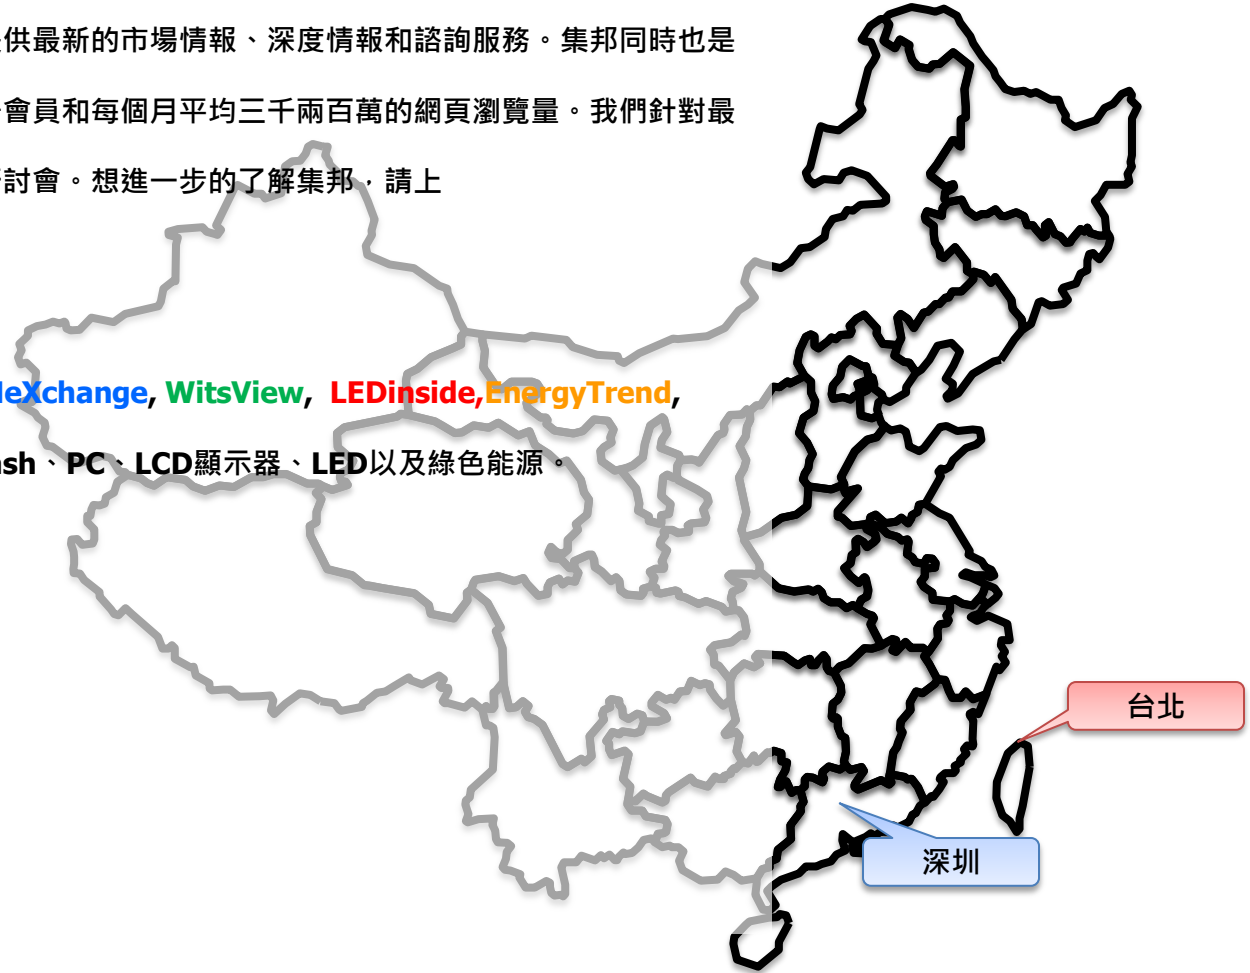 供最新的市場情報、深度情報和諮詢服務。集邦同時也是
會員和每個月平均三千兩百萬的網頁瀏覽量。我們針對最
討會。想進一步的了解集邦，請上
eXchange, WitsView, LEDinside,EnergyTrend,
ash、PC、LCD顯示器、LED以及綠色能源。
台北
深圳